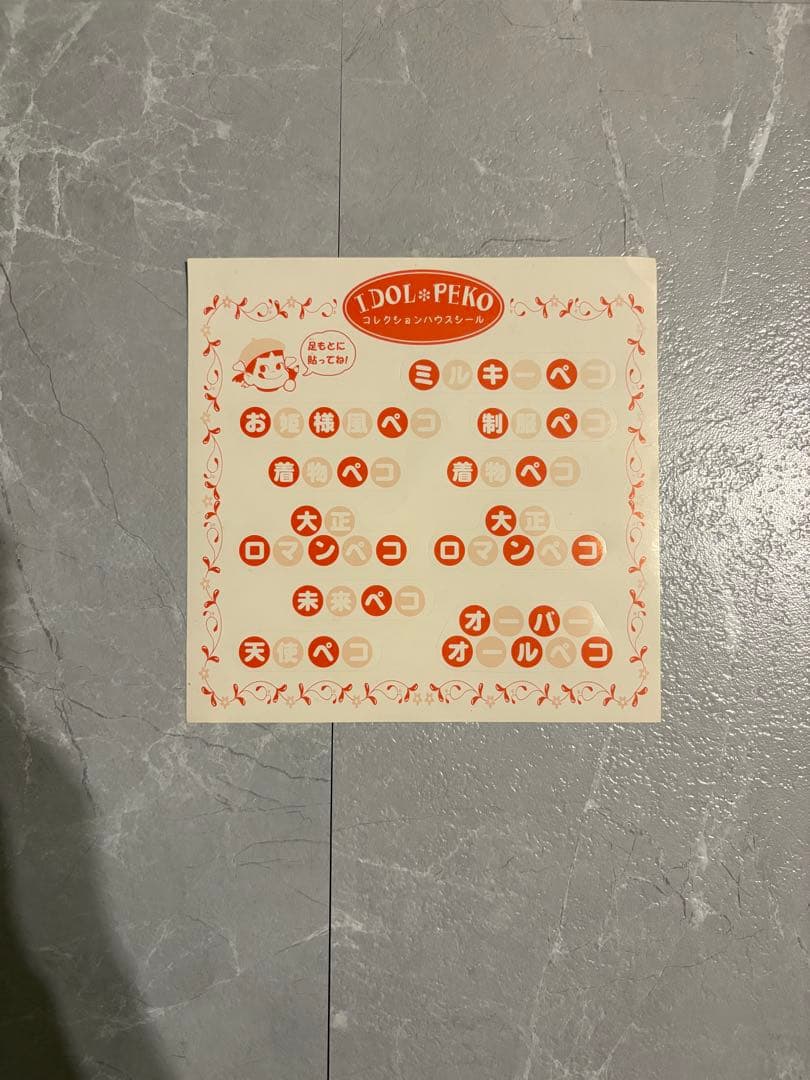 IDOL*PEKO
コレクションハウスシール
足もとに
貼ってね!
ミルキーペコ
お姫様風ペコ
制服ペコ
着物ペコ
着物ペコ
大正
ロマンペコ
大正
ロマンペコ
未来ペコ
オーバー
オールペコ
天使ペコ